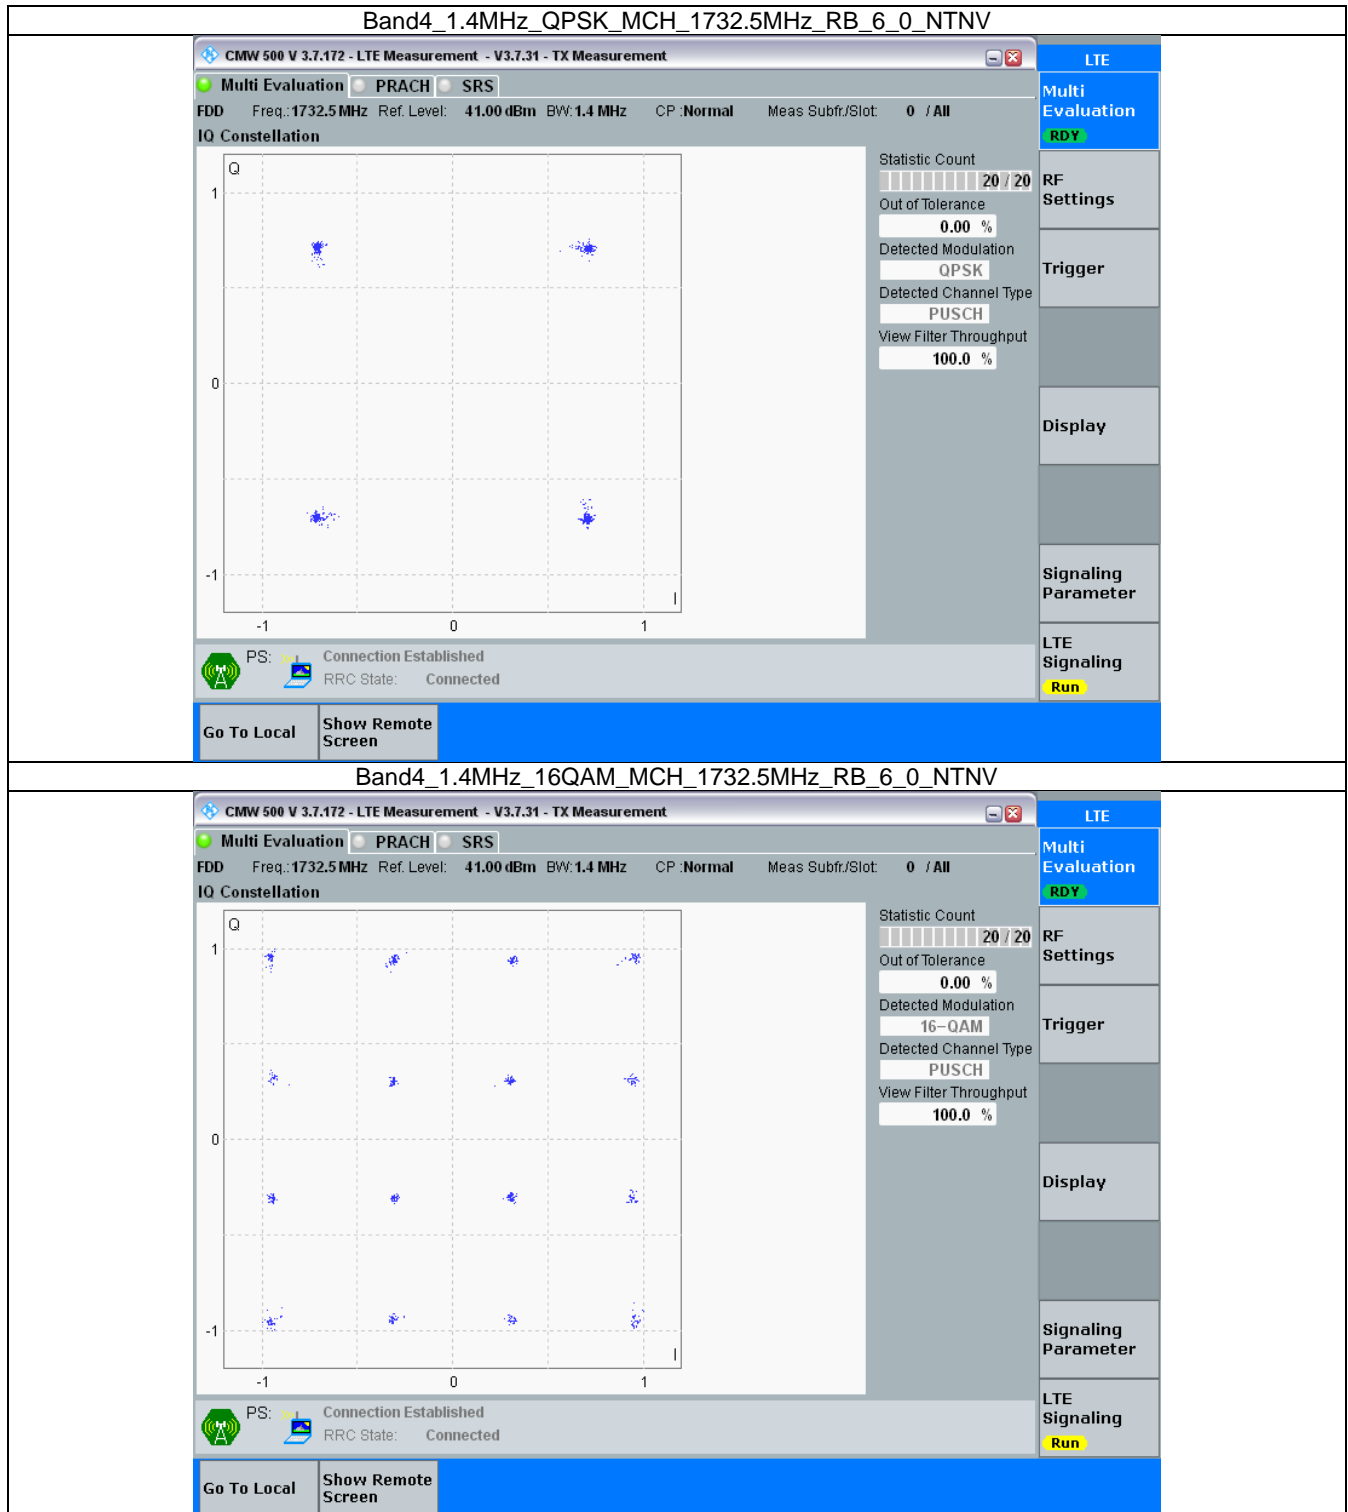 Band4_1.4MHz_QPSK_MCH_1732.5MHz_RB_6_0_NTNV
CMW 500 V 3.7.172 - LTE Measurement - V3.7.31 - TX Measurement
LTE
Multi Evaluation PRACH SRS
Multi
Evaluation
RDY
FDD Freq.:1732.5 MHz Ref. Level: 41.00 dBm BW:1.4 MHz CP :Normal Meas Subfr./Slot: 0 / All
IQ Constellation
Q
1
0
-1
I
-1 0 1
Statistic Count
20 / 20
Out of Tolerance
0.00 %
Detected Modulation
QPSK
Detected Channel Type
PUSCH
View Filter Throughput
100.0 %
RF
Settings
Trigger
Display
Signaling
Parameter
LTE
Signaling
Run
PS: Connection Established
RRC State: Connected
Go To Local
Show Remote
Screen
Band4_1.4MHz_16QAM_MCH_1732.5MHz_RB_6_0_NTNV
CMW 500 V 3.7.172 - LTE Measurement - V3.7.31 - TX Measurement
LTE
Multi Evaluation PRACH SRS
Multi
Evaluation
RDY
FDD Freq.:1732.5 MHz Ref. Level: 41.00 dBm BW:1.4 MHz CP :Normal Meas Subfr./Slot: 0 / All
IQ Constellation
Q
1
0
-1
I
-1 0 1
Statistic Count
20 / 20
Out of Tolerance
0.00 %
Detected Modulation
16-QAM
Detected Channel Type
PUSCH
View Filter Throughput
100.0 %
RF
Settings
Trigger
Display
Signaling
Parameter
LTE
Signaling
Run
PS: Connection Established
RRC State: Connected
Go To Local
Show Remote
Screen